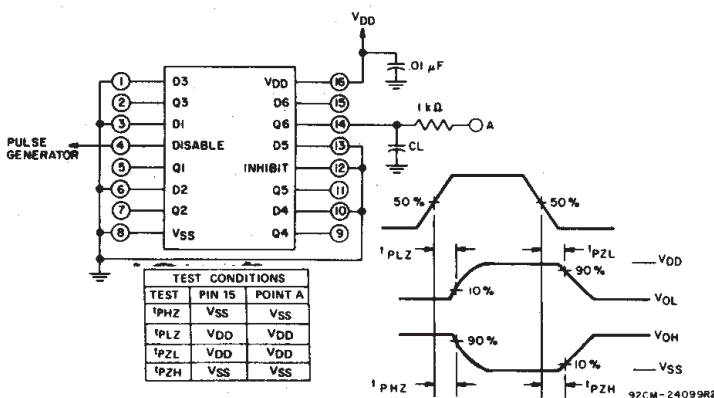 VDD
.01 µF
1 D3 VDD 16
2 Q3 D6 15
3 D1 Q6 14
1 kΩ
A
CL
PULSE GENERATOR
4 DISABLE D5 13
5 Q1 INHIBIT 12
6 D2 Q5 11
7 Q2 D4 10
8 VSS Q4 9
TEST CONDITIONS
TEST PIN 15 POINT A
tPHZ VSS VSS
tPLZ VDD VDD
tPZL VDD VDD
tPZH VSS VSS
50% 50%
tPLZ tPZL
VDD
90%
10%
VOL
VOH
90%
10%
VSS
tPHZ tPZH
92CM-24099R2